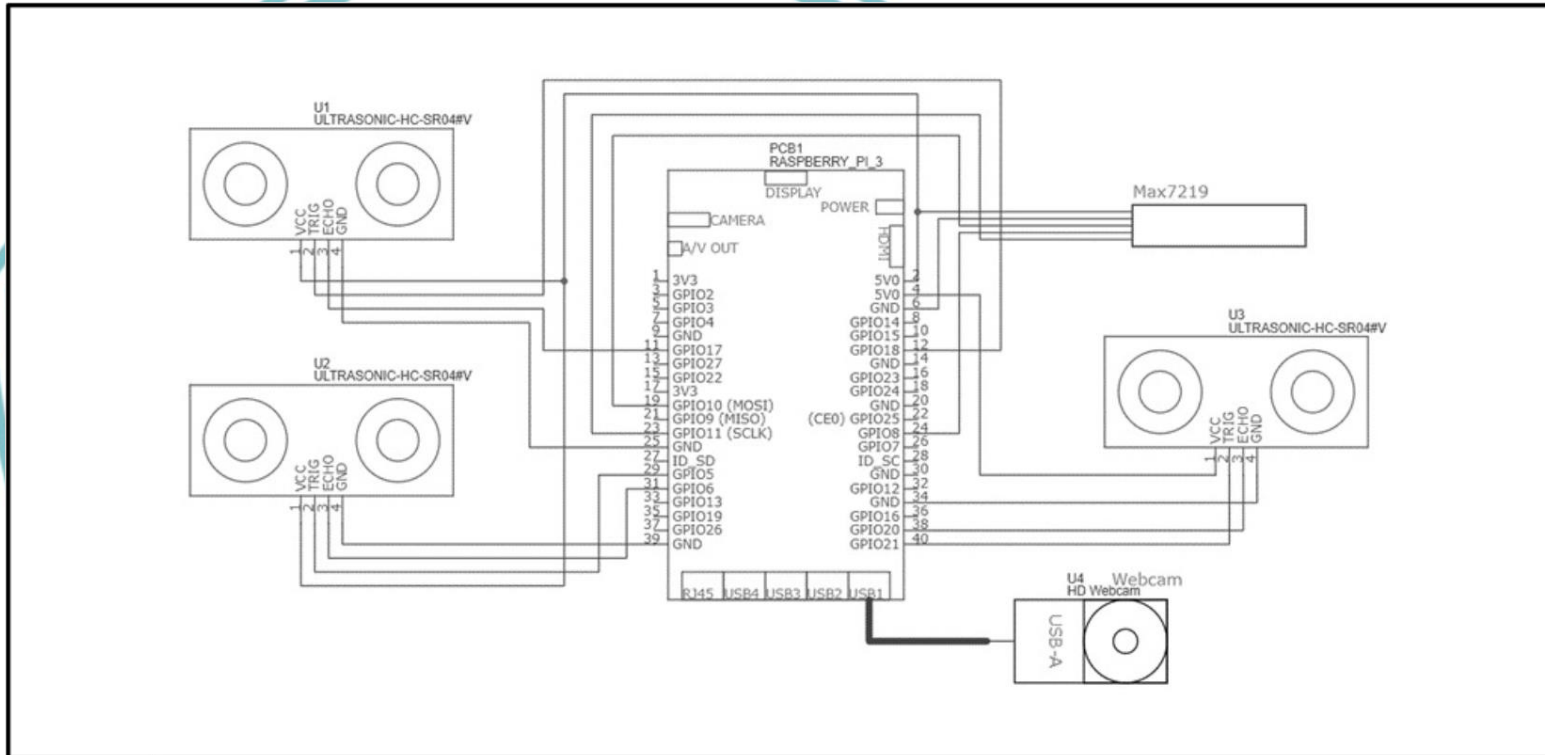 U1
ULTRASONIC-HC-SR04#V
VCC
TRIG
ECHO
GND
1
2
3
4
U2
ULTRASONIC-HC-SR04#V
VCC
TRIG
ECHO
GND
1
2
3
4
PCB1
RASPBERRY_PI_3
DISPLAY
POWER
CAMERA
HDMI
A/V OUT
1 3V3 5V0 2
3 GPIO2 5V0 4
5 GPIO3 GND 6
7 GPIO4 GPIO14 8
9 GND GPIO15 10
11 GPIO17 GPIO18 12
13 GPIO27 GND 14
15 GPIO22 GPIO23 16
17 3V3 GPIO24 18
19 GPIO10 (MOSI) GND 20
21 GPIO9 (MISO) (CE0) GPIO25 22
23 GPIO11 (SCLK) GPIO8 24
25 GND GPIO7 26
27 ID_SD ID_SC 28
29 GPIO5 GND 30
31 GPIO6 GPIO12 32
33 GPIO13 GND 34
35 GPIO19 GPIO16 36
37 GPIO26 GPIO20 38
39 GND GPIO21 40
RJ45 USB4 USB3 USB2 USB1
Max7219
U3
ULTRASONIC-HC-SR04#V
VCC
TRIG
ECHO
GND
1
2
3
4
U4 Webcam
HD Webcam
USB-A